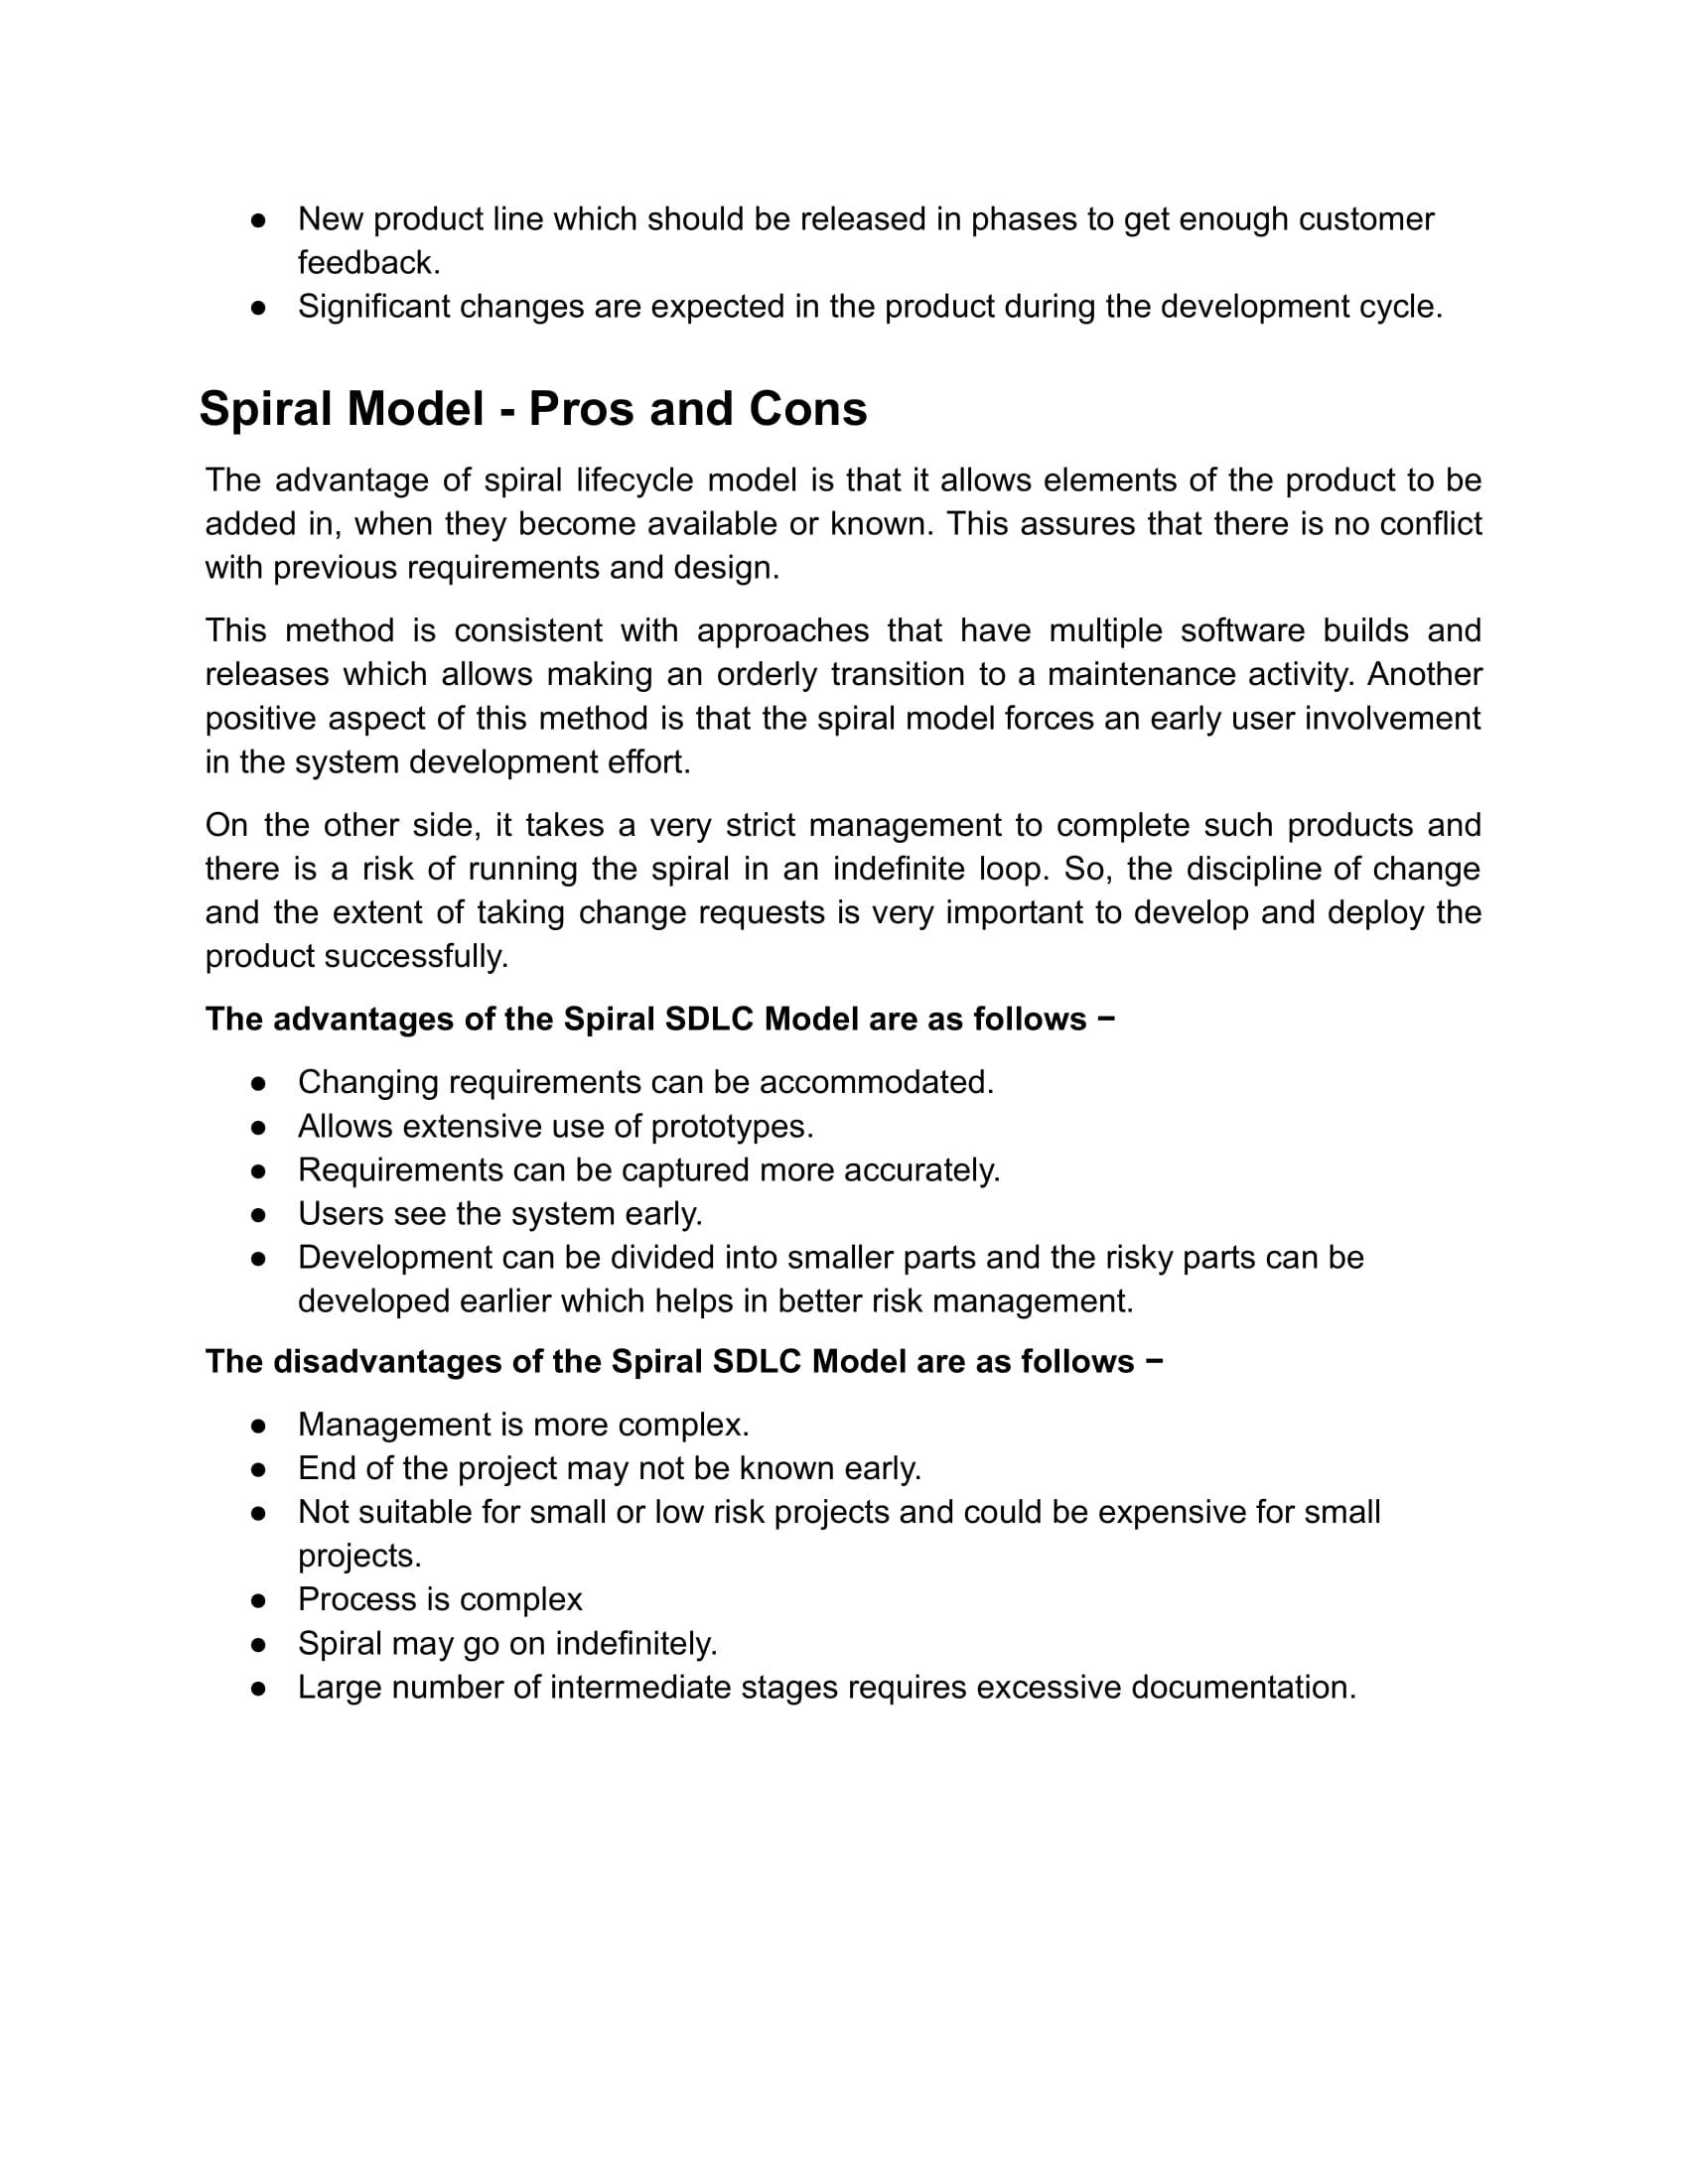 ● New product line which should be released in phases to get enough customer
feedback.
● Significant changes are expected in the product during the development cycle.
Spiral Model - Pros and Cons
The advantage of spiral lifecycle model is that it allows elements of the product to be
added in, when they become available or known. This assures that there is no conflict
with previous requirements and design.
This method is consistent with approaches that have multiple software builds and
releases which allows making an orderly transition to a maintenance activity. Another
positive aspect of this method is that the spiral model forces an early user involvement
in the system development effort.
On the other side, it takes a very strict management to complete such products and
there is a risk of running the spiral in an indefinite loop. So, the discipline of change
and the extent of taking change requests is very important to develop and deploy the
product successfully.
The advantages of the Spiral SDLC Model are as follows −
● Changing requirements can be accommodated.
● Allows extensive use of prototypes.
● Requirements can be captured more accurately.
● Users see the system early.
● Development can be divided into smaller parts and the risky parts can be
developed earlier which helps in better risk management.
The disadvantages of the Spiral SDLC Model are as follows −
● Management is more complex.
● End of the project may not be known early.
● Not suitable for small or low risk projects and could be expensive for small
projects.
● Process is complex
● Spiral may go on indefinitely.
● Large number of intermediate stages requires excessive documentation.